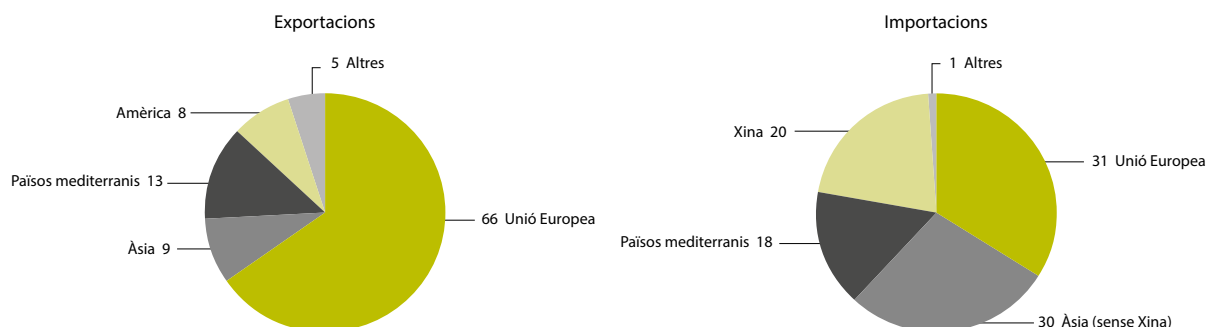 Exportacions
5 Altres
Amèrica 8
Països mediterranis 13
66 Unió Europea
Àsia 9
Importacions
1 Altres
Xina 20
31 Unió Europea
Països mediterranis 18
30 Àsia (sense Xina)